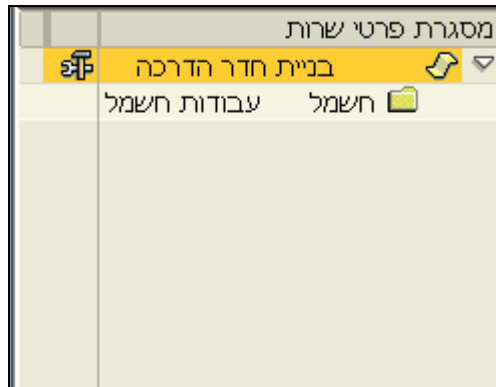 מסגרת פרטי שרות
בניית חדר הדרכה
חשמל עבודות חשמל